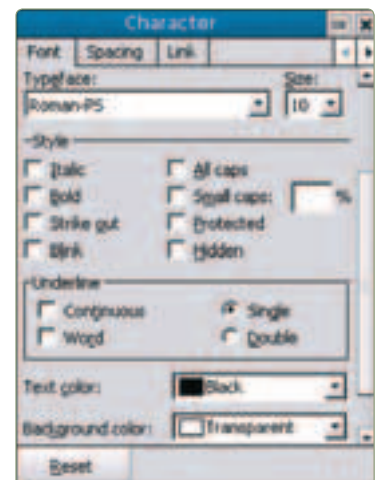 Character
Font Spacing Link
Typeface: Size:
Roman-PS 10
Style
Italic All caps
Bold Small caps: %
Strike out Protected
Blink Hidden
Underline
Continuous Single
Word Double
Text color: Black
Background color: Transparent
Reset